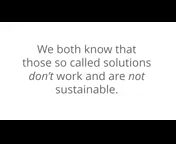 We both know that
those so called solutions
don't work and are not
sustainable.